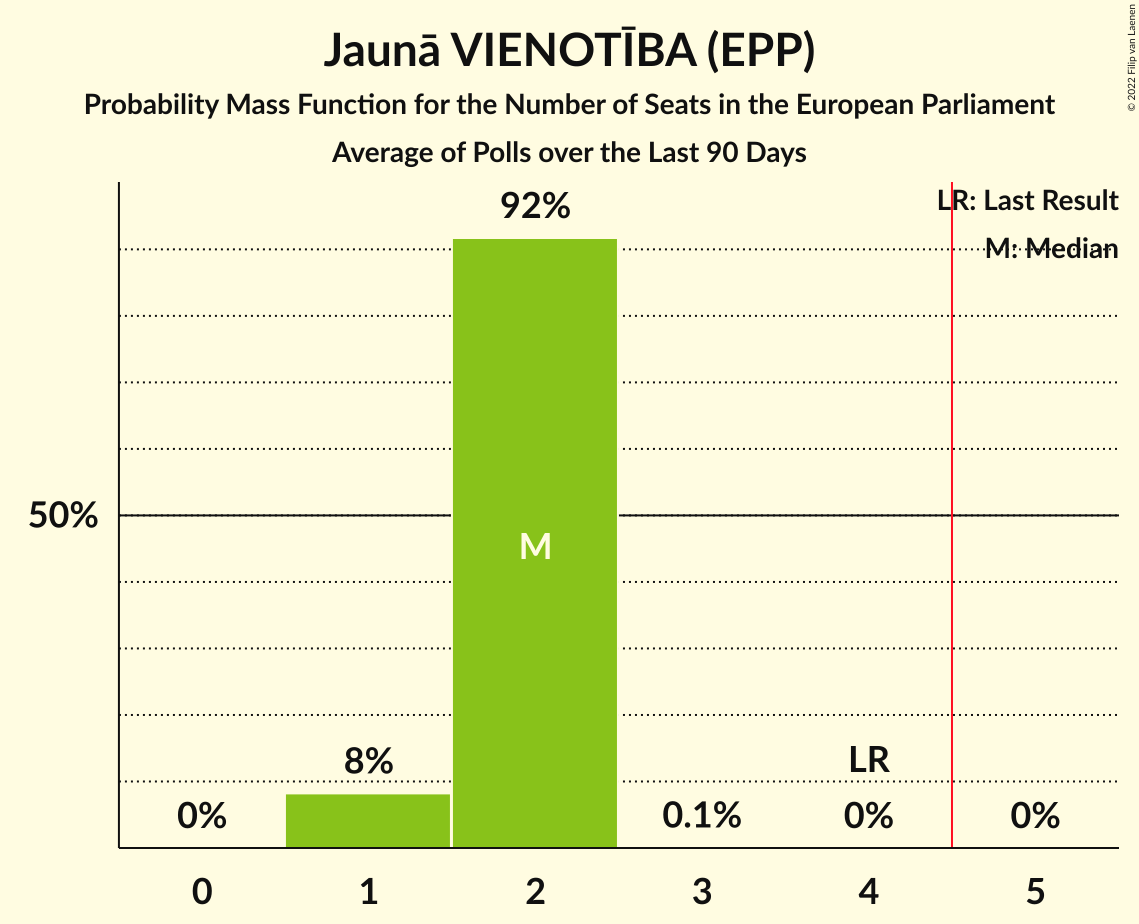 Jaunā VIENOTĪBA (EPP)
Probability Mass Function for the Number of Seats in the European Parliament
Average of Polls over the Last 90 Days
© 2022 Filip van Laenen
LR: Last Result
M: Median
92%
50%
M
8%
LR
0%
0.1%
0%
0%
0 1 2 3 4 5